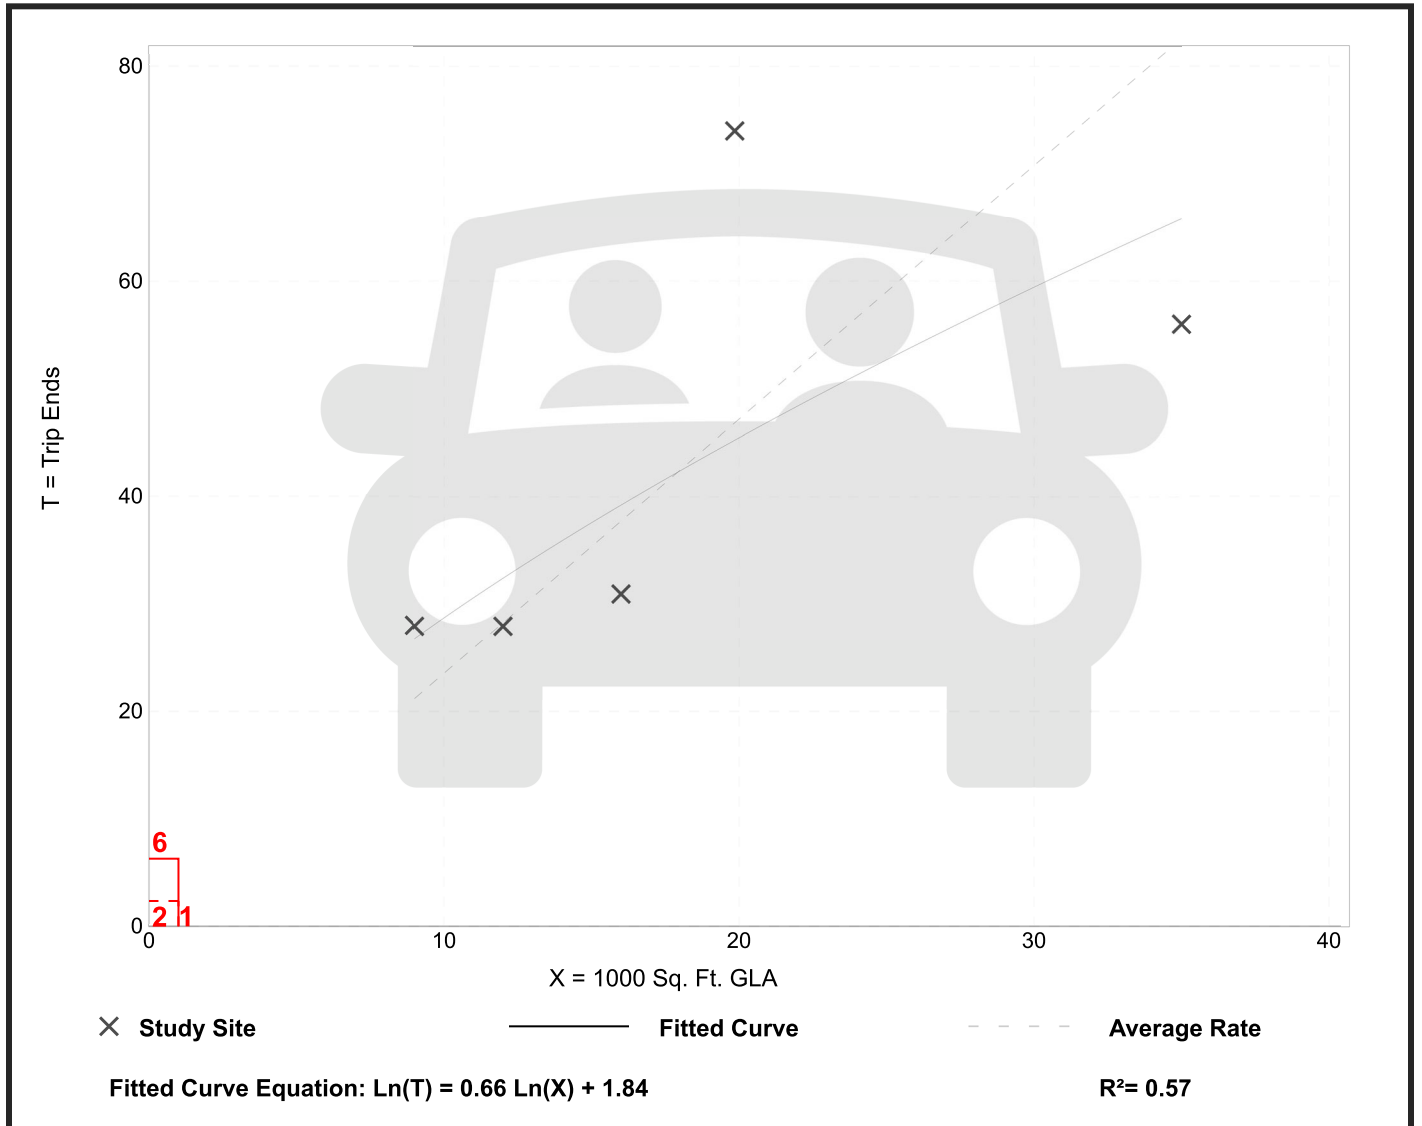 80
60
40
20
0
T = Trip Ends
6
2 1
0 10 20 30 40
X = 1000 Sq. Ft. GLA
Study Site Fitted Curve Average Rate
Fitted Curve Equation: Ln(T) = 0.66 Ln(X) + 1.84 R²= 0.57